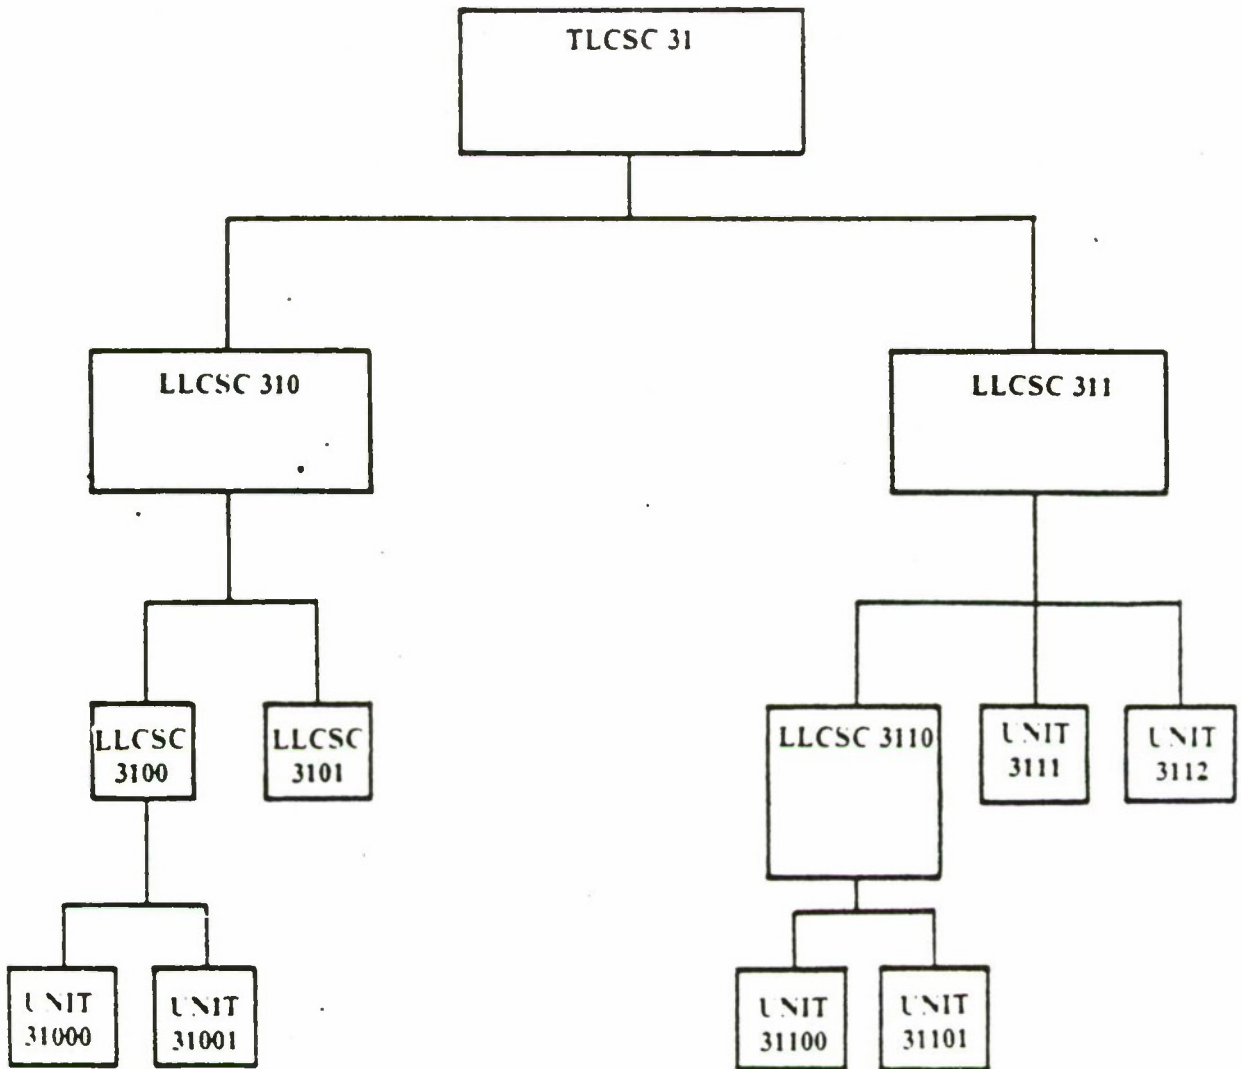 TLCSC 31
LLCSC 310
LLCSC 311
LLCSC
3100
LLCSC
3101
LLCSC 3110
UNIT
3111
UNIT
3112
UNIT
31000
UNIT
31001
UNIT
31100
UNIT
31101